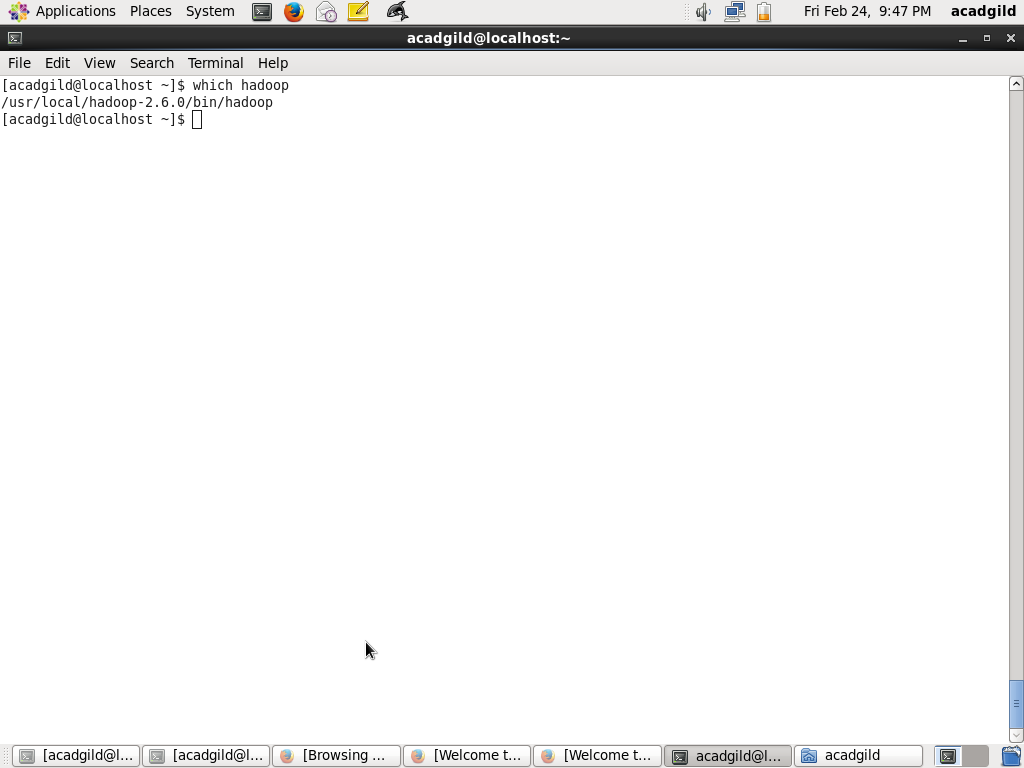 Applications Places System Fri Feb 24, 9:47 PM acadgild
acadgild@localhost:~
File Edit View Search Terminal Help
[acadgild@localhost ~]$ which hadoop
/usr/local/hadoop-2.6.0/bin/hadoop
[acadgild@localhost ~]$
[acadgild@l... [acadgild@l... [Browsing ... [Welcome t... [Welcome t... acadgild@l... acadgild